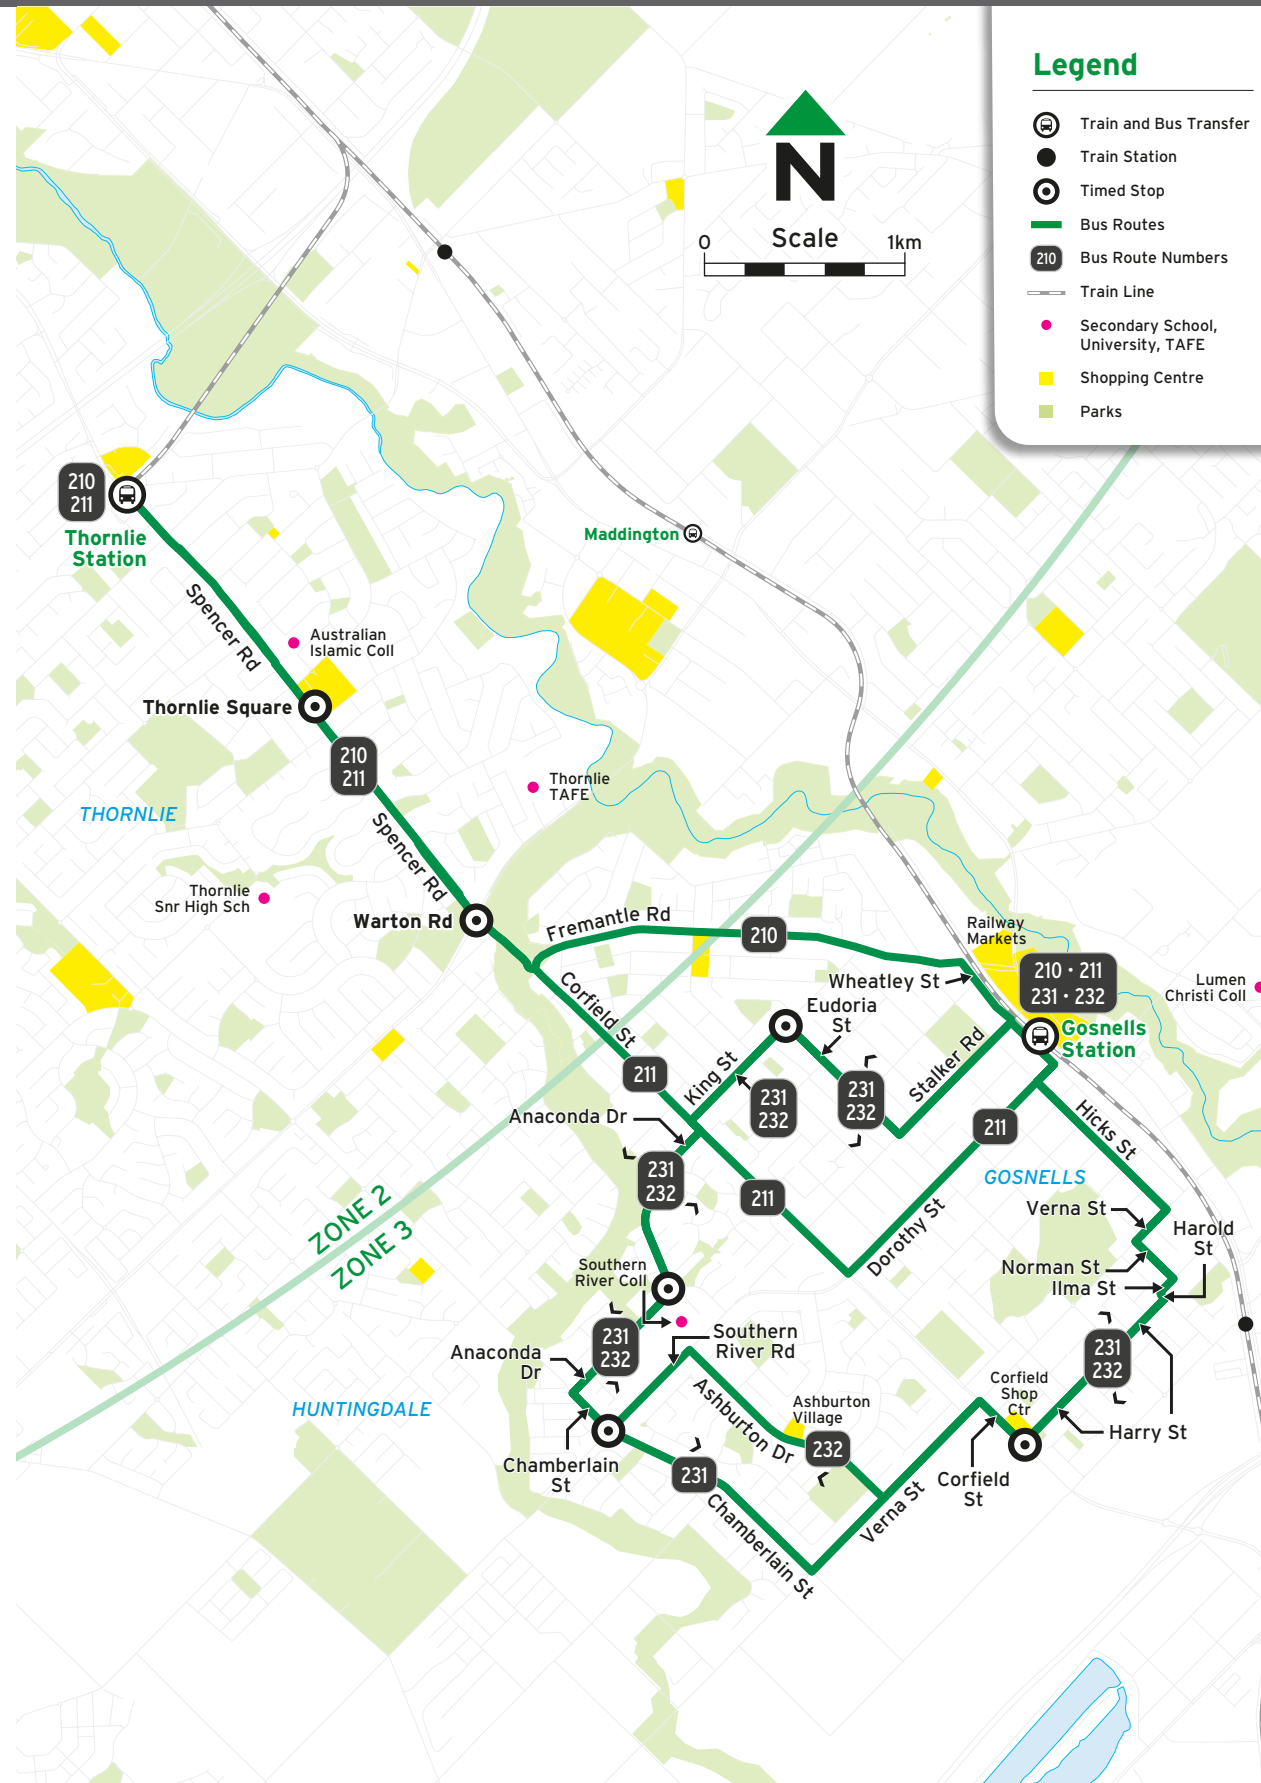 Legend
Train and Bus Transfer
Train Station
Timed Stop
Bus Routes
210
Bus Route Numbers
Train Line
Secondary School,
University, TAFE
Shopping Centre
Parks
N
Scale
0
1km
210
211
Thornlie
Station
Maddington
Spencer Rd
Australian
Islamic Coll
Thornlie Square
210
211
Thornlie
TAFE
THORNLIE
Spencer Rd
Thornlie
Snr High Sch
Warton Rd
Fremantle Rd
210
Railway
Markets
210 • 211
231 • 232
Lumen
Christi Coll
Wheatley St
Corfield St
Eudoria
St
Gosnells
Station
Stalker Rd
211
King St
231
232
231
232
Anaconda Dr
211
Hicks St
231
232
211
GOSNELLS
ZONE 2
ZONE 3
Verna St
Harold
St
Dorothy St
Norman St
Ilma St
Southern
River Coll
231
232
Southern
River Rd
231
232
Anaconda
Dr
Corfield
Shop
Ctr
HUNTINGDALE
Ashburton Dr
Ashburton
Village
232
Harry St
Chamberlain
St
231
Corfield
St
Verna St
Chamberlain St